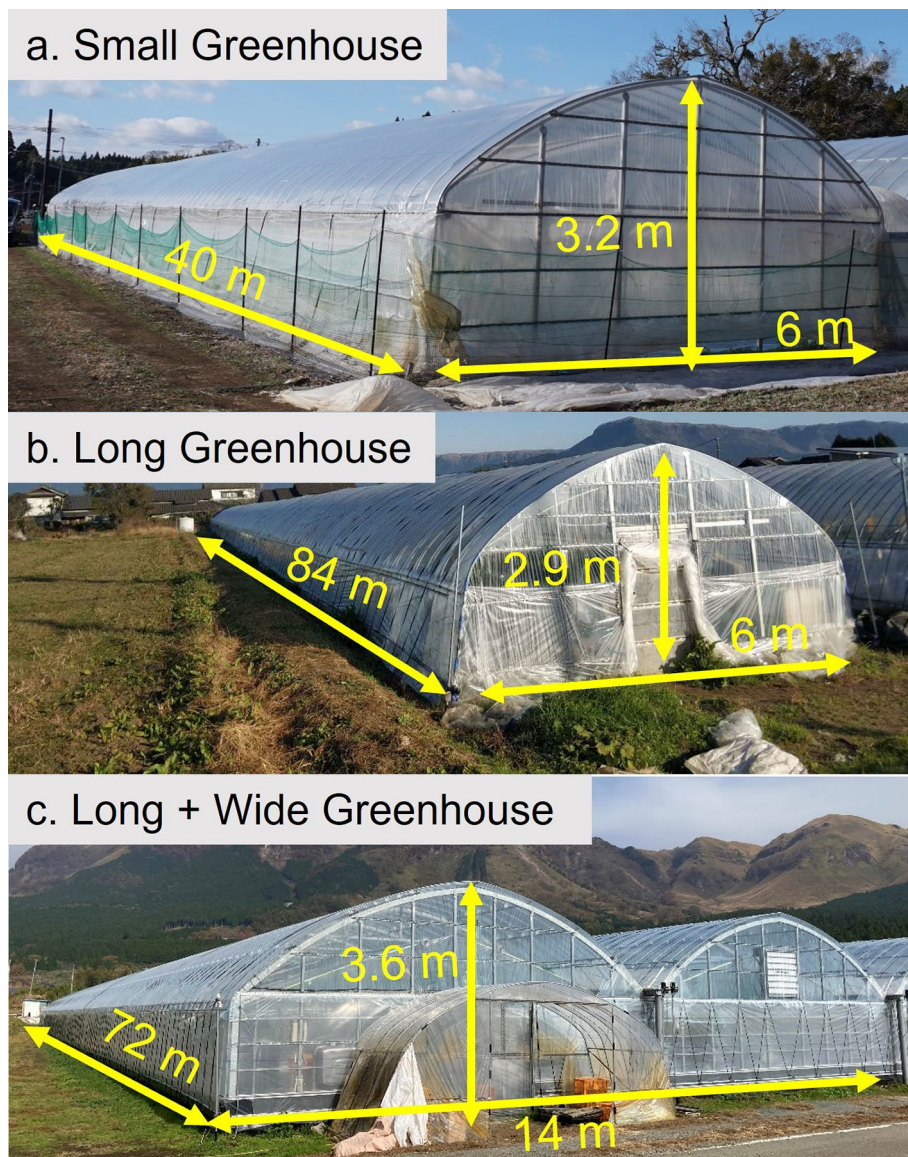 a. Small Greenhouse
3.2 m
40 m
6 m
b. Long Greenhouse
2.9 m
84 m
6 m
c. Long + Wide Greenhouse
3.6 m
72 m
14 m